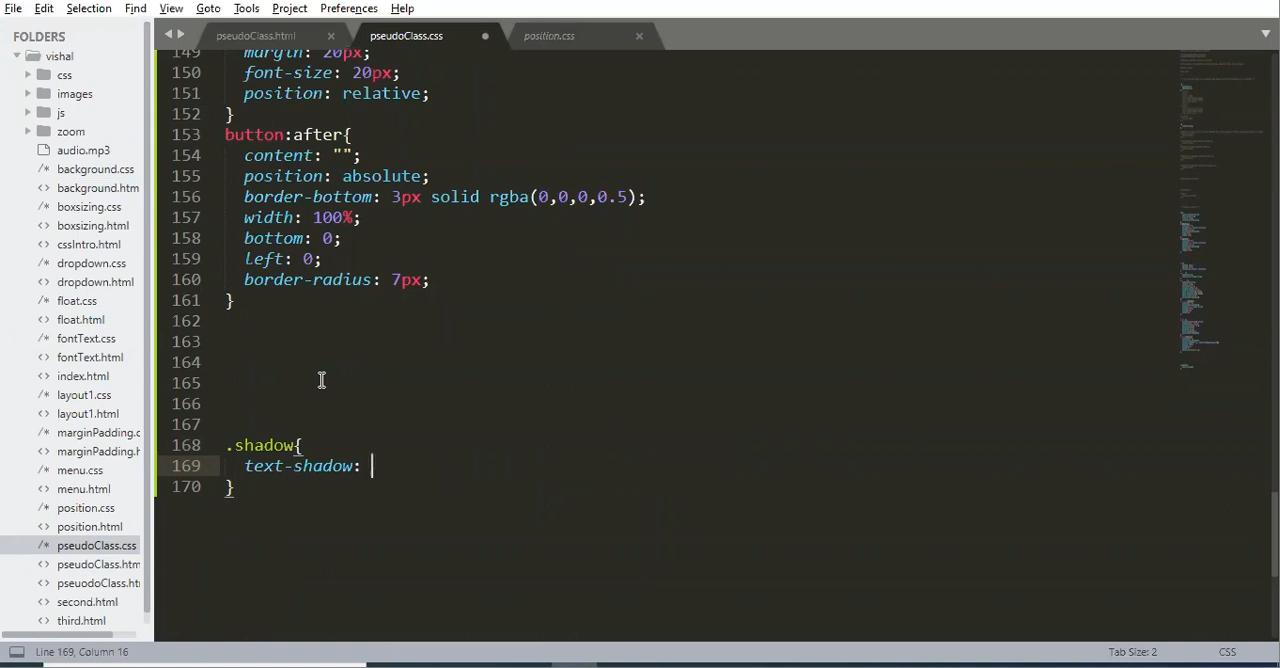 File Edit Selection Find View Goto Tools Project Preferences Help
FOLDERS
vishal
css
images
js
zoom
audio.mp3
/* background.css
<> background.htm
/* boxsizing.css
<> boxsizing.html
<> cssIntro.html
/* dropdown.css
<> dropdown.html
/* float.css
<> float.html
/* fontText.css
<> fontText.html
<> index.html
/* layout1.css
<> layout1.html
/* marginPadding.c
<> marginPadding.h
/* menu.css
<> menu.html
/* position.css
<> position.html
/* pseudoClass.css
<> pseudoClass.htm
<> pseuodoClass.ht
<> second.html
<> third.html
pseudoClass.html × pseudoClass.css position.css ×
149 margin: 20px;
150 font-size: 20px;
151 position: relative;
152 }
153 button:after{
154 content: "";
155 position: absolute;
156 border-bottom: 3px solid rgba(0,0,0,0.5);
157 width: 100%;
158 bottom: 0;
159 left: 0;
160 border-radius: 7px;
161 }
162
163
164
165
166
167
168 .shadow{
169 text-shadow:
170 }
Line 169, Column 16 Tab Size: 2 CSS